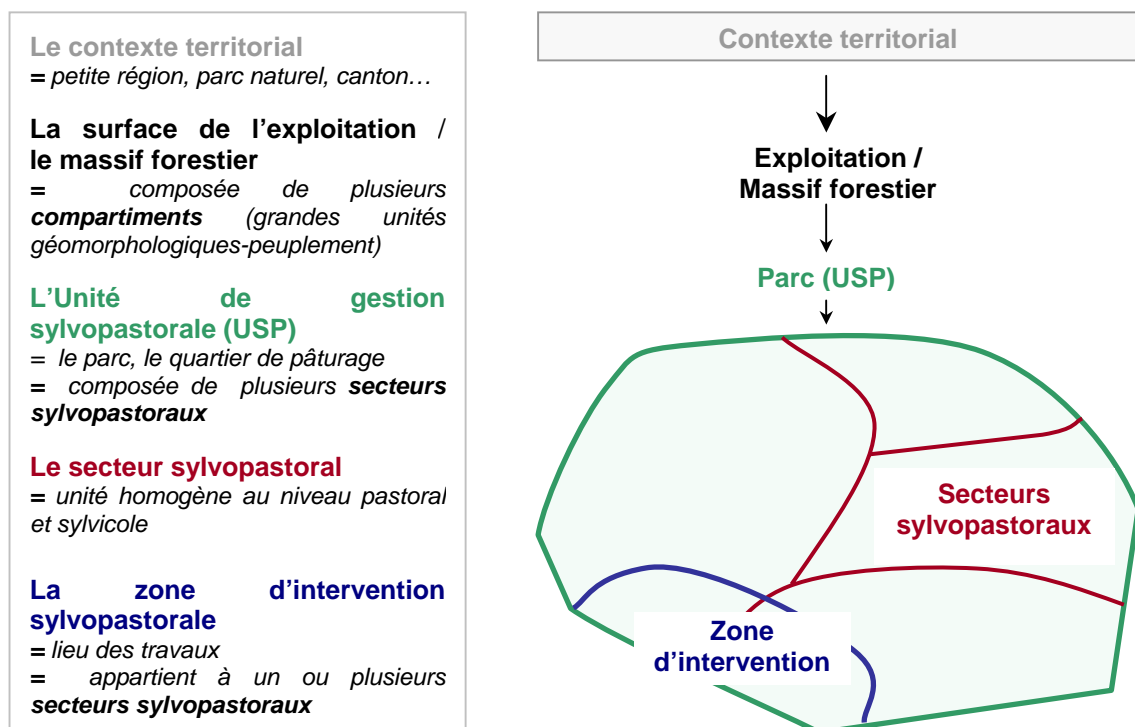 Le contexte territorial
= petite région, parc naturel, canton…
La surface de l’exploitation /
le massif forestier
= composée de plusieurs
compartiments (grandes unités
géomorphologiques-peuplement)
L’Unité de gestion
sylvopastorale (USP)
= le parc, le quartier de pâturage
= composée de plusieurs secteurs
sylvopastoraux
Le secteur sylvopastoral
= unité homogène au niveau pastoral
et sylvicole
La zone d’intervention
sylvopastorale
= lieu des travaux
= appartient à un ou plusieurs
secteurs sylvopastoraux
Contexte territorial
Exploitation /
Massif forestier
Parc (USP)
Secteurs
sylvopastoraux
Zone
d’intervention